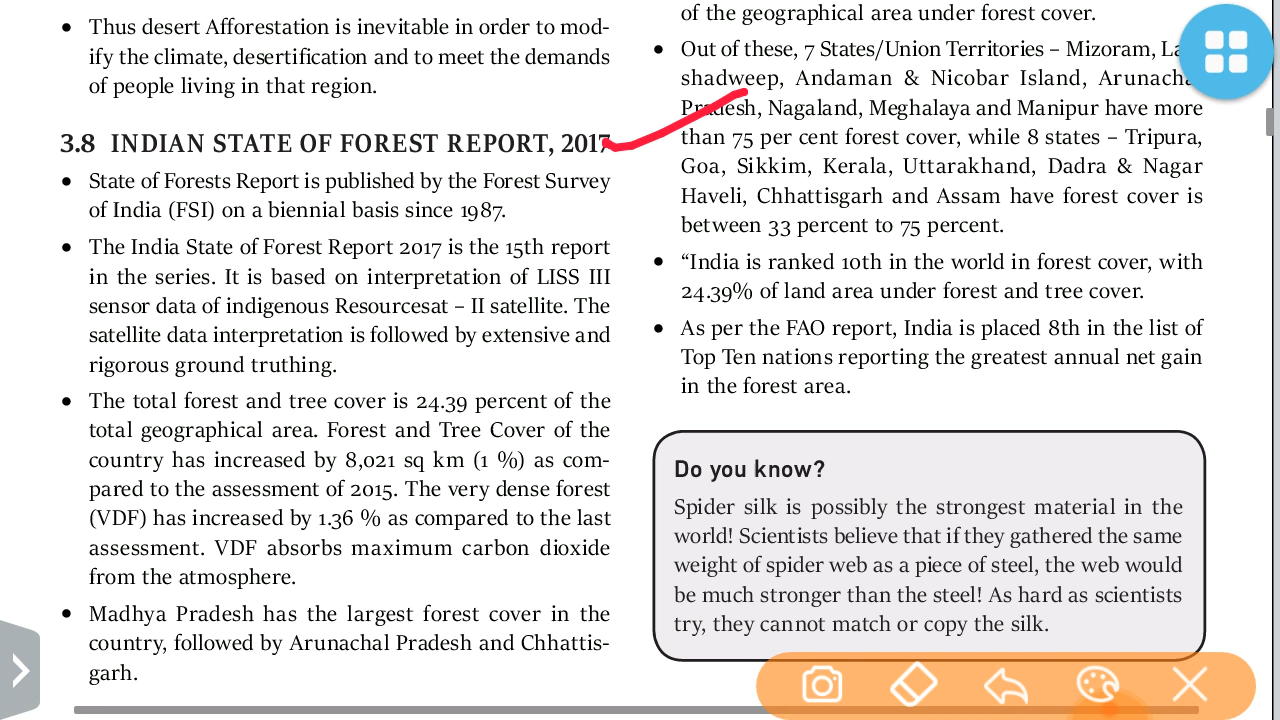 • Thus desert Afforestation is inevitable in order to mod-
ify the climate, desertification and to meet the demands
of people living in that region.
3.8 INDIAN STATE OF FOREST REPORT, 2017
• State of Forests Report is published by the Forest Survey
of India (FSI) on a biennial basis since 1987.
• The India State of Forest Report 2017 is the 15th report
in the series. It is based on interpretation of LISS III
sensor data of indigenous Resourcesat – II satellite. The
satellite data interpretation is followed by extensive and
rigorous ground truthing.
• The total forest and tree cover is 24.39 percent of the
total geographical area. Forest and Tree Cover of the
country has increased by 8,021 sq km (1 %) as com-
pared to the assessment of 2015. The very dense forest
(VDF) has increased by 1.36 % as compared to the last
assessment. VDF absorbs maximum carbon dioxide
from the atmosphere.
• Madhya Pradesh has the largest forest cover in the
country, followed by Arunachal Pradesh and Chhattis-
garh.
of the geographical area under forest cover.
• Out of these, 7 States/Union Territories – Mizoram,
shadweep, Andaman & Nicobar Island,
Pradesh, Nagaland, Meghalaya and Manipur have more
than 75 per cent forest cover, while 8 states – Tripura,
Goa, Sikkim, Kerala, Uttarakhand, Dadra & Nagar
Haveli, Chhattisgarh and Assam have forest cover is
between 33 percent to 75 percent.
• “India is ranked 10th in the world in forest cover, with
24.39% of land area under forest and tree cover.
• As per the FAO report, India is placed 8th in the list of
Top Ten nations reporting the greatest annual net gain
in the forest area.
Do you know?
Spider silk is possibly the strongest material in the
world! Scientists believe that if they gathered the same
weight of spider web as a piece of steel, the web would
be much stronger than the steel! As hard as scientists
try, they cannot match or copy the silk.